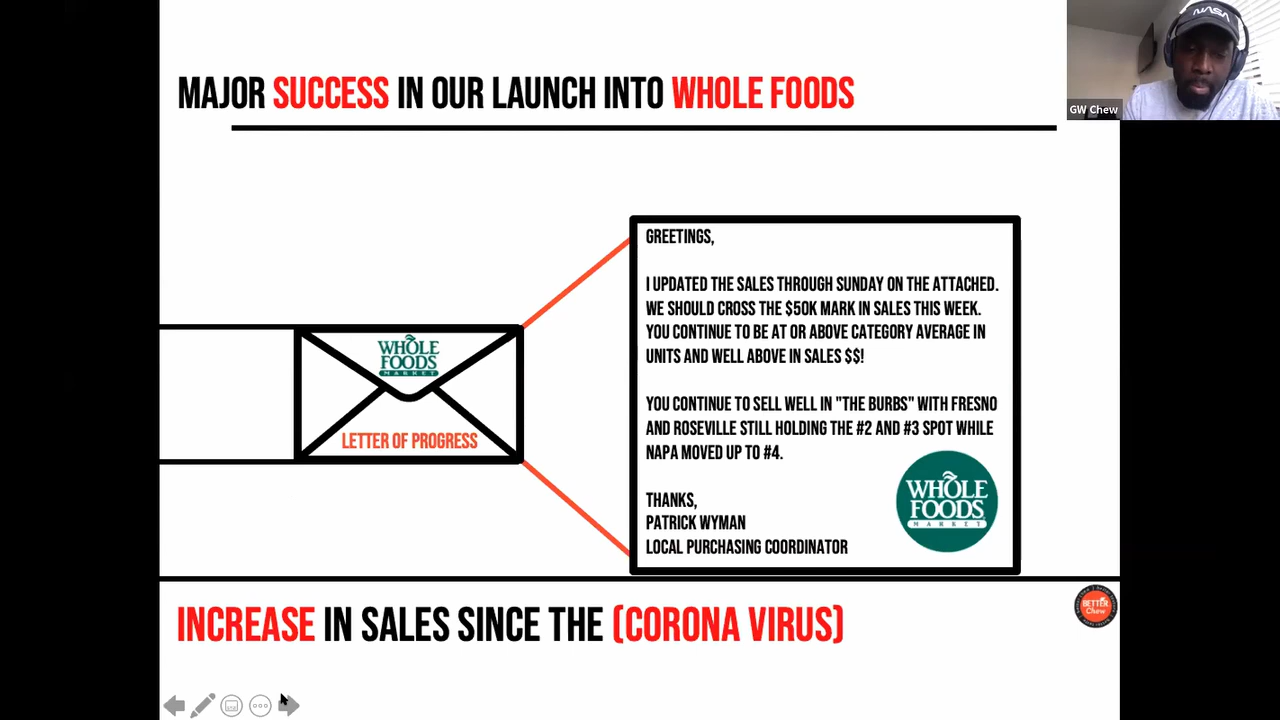 MAJOR SUCCESS IN OUR LAUNCH INTO WHOLE FOODS
NASA
GW Chew
GREETINGS,
I UPDATED THE SALES THROUGH SUNDAY ON THE ATTACHED.
WE SHOULD CROSS THE $50K MARK IN SALES THIS WEEK.
YOU CONTINUE TO BE AT OR ABOVE CATEGORY AVERAGE IN
UNITS AND WELL ABOVE IN SALES $$!
YOU CONTINUE TO SELL WELL IN "THE BURBS" WITH FRESNO
AND ROSEVILLE STILL HOLDING THE #2 AND #3 SPOT WHILE
NAPA MOVED UP TO #4.
THANKS,
PATRICK WYMAN
LOCAL PURCHASING COORDINATOR
WHOLE
FOODS
MARKET
WHOLE
FOODS
MARKET
LETTER OF PROGRESS
INCREASE IN SALES SINCE THE (CORONA VIRUS)
BETTER
Chew